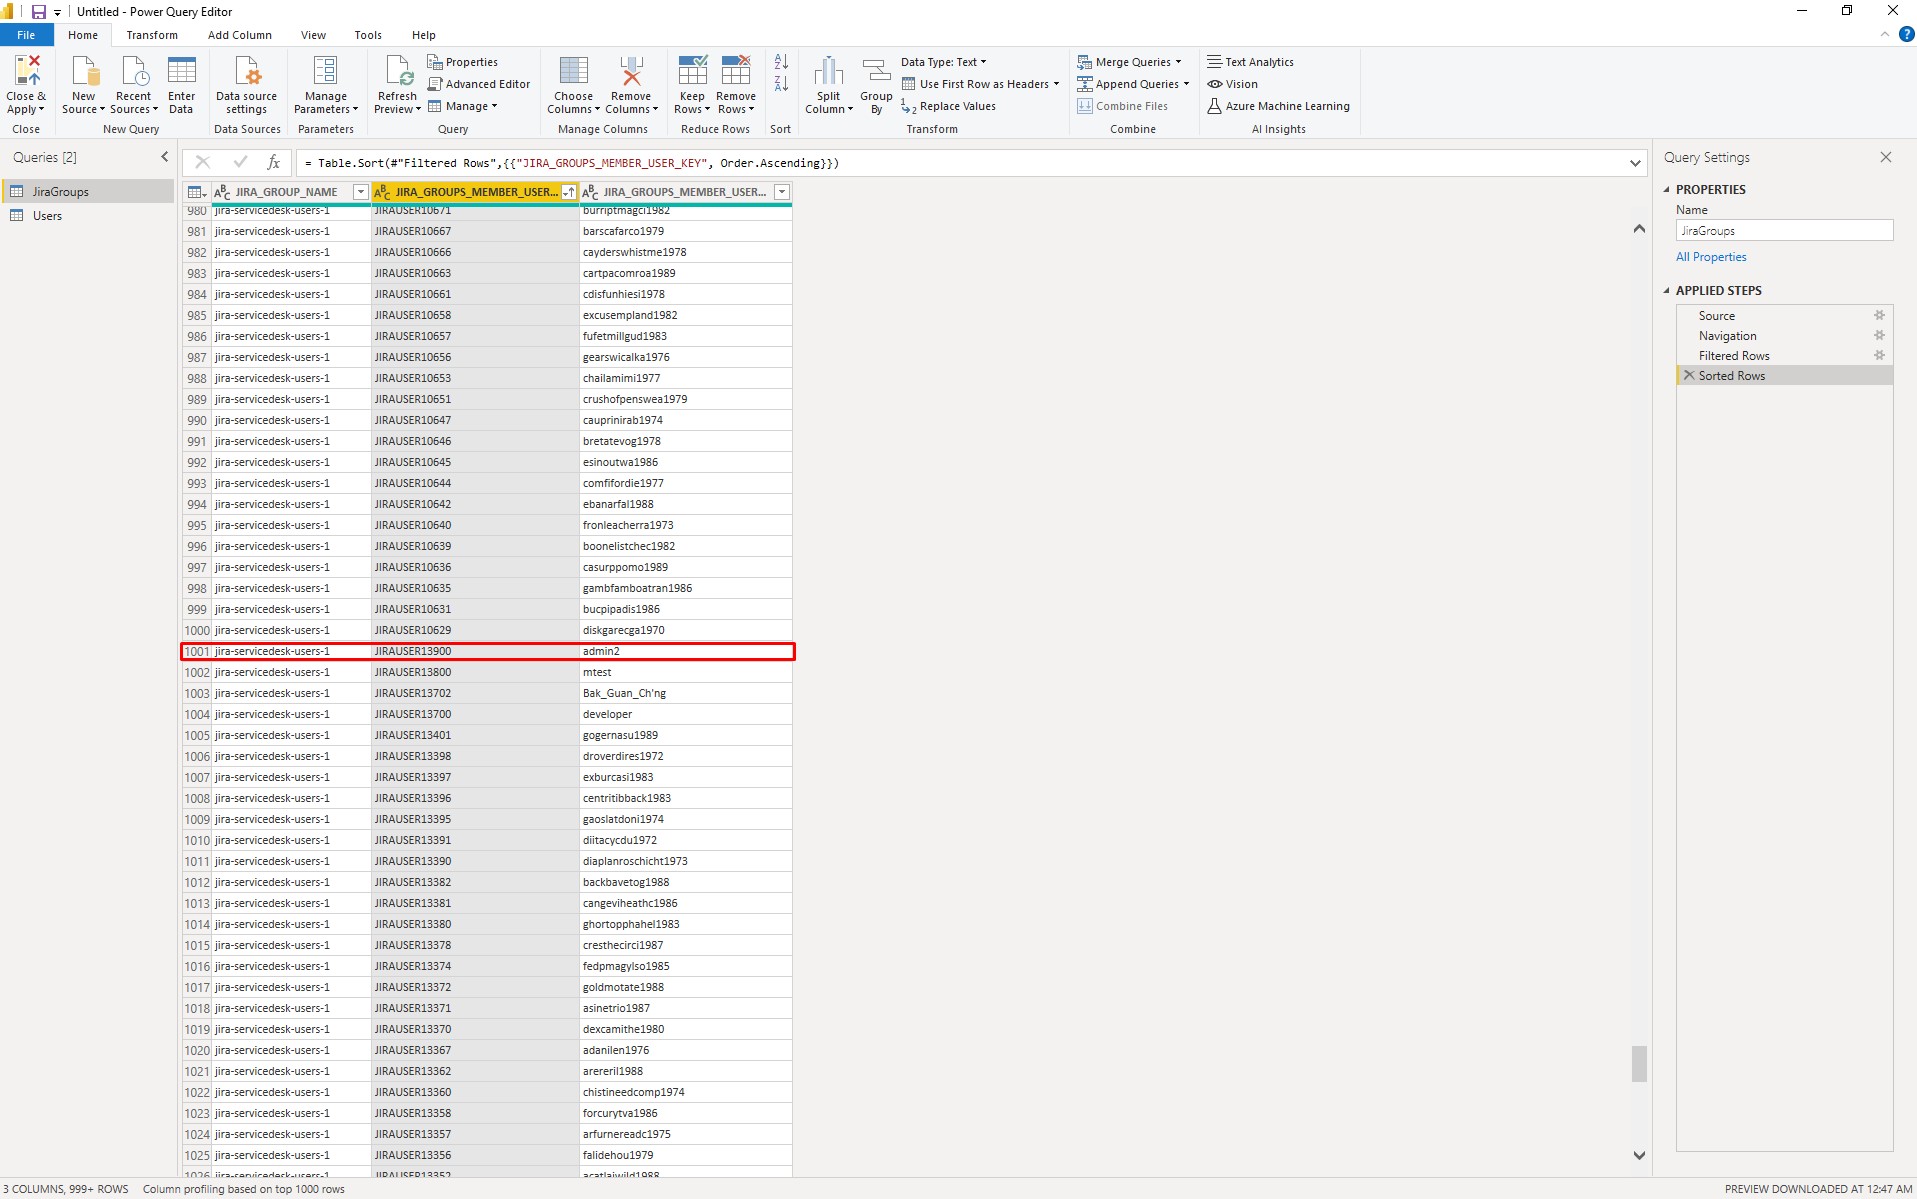 Untitled - Power Query Editor
File Home Transform Add Column View Tools Help
Close & Apply
New Source
Recent Sources
Enter Data
Data source settings
Manage Parameters
Refresh Preview
Properties
Advanced Editor
Manage
Choose Columns
Remove Columns
Keep Rows
Remove Rows
Split Column
Group By
Data Type: Text
Use First Row as Headers
Replace Values
Merge Queries
Append Queries
Combine Files
Text Analytics
Vision
Azure Machine Learning
Close New Query Data Sources Parameters Query Manage Columns Reduce Rows Sort Transform Combine AI Insights
Queries [2]
JiraGroups
Users
= Table.Sort(#"Filtered Rows",{{"JIRA_GROUPS_MEMBER_USER_KEY", Order.Ascending}})
JIRA_GROUP_NAME JIRA_GROUPS_MEMBER_USER... JIRA_GROUPS_MEMBER_USER...
980 jira-servicedesk-users-1 JIRAUSER10671 burriptmagci1982
981 jira-servicedesk-users-1 JIRAUSER10667 barscafarco1979
982 jira-servicedesk-users-1 JIRAUSER10666 cayderswhistme1978
983 jira-servicedesk-users-1 JIRAUSER10663 cartpacomroa1989
984 jira-servicedesk-users-1 JIRAUSER10661 cdisfunhiesi1978
985 jira-servicedesk-users-1 JIRAUSER10658 excusempland1982
986 jira-servicedesk-users-1 JIRAUSER10657 fufetmillgud1983
987 jira-servicedesk-users-1 JIRAUSER10656 gearswicalka1976
988 jira-servicedesk-users-1 JIRAUSER10653 chailamimi1977
989 jira-servicedesk-users-1 JIRAUSER10651 crushofpenswea1979
990 jira-servicedesk-users-1 JIRAUSER10647 cauprinirab1974
991 jira-servicedesk-users-1 JIRAUSER10646 bretatevog1978
992 jira-servicedesk-users-1 JIRAUSER10645 esinoutwa1986
993 jira-servicedesk-users-1 JIRAUSER10644 comfifordie1977
994 jira-servicedesk-users-1 JIRAUSER10642 ebanarfal1988
995 jira-servicedesk-users-1 JIRAUSER10640 fronleacherra1973
996 jira-servicedesk-users-1 JIRAUSER10639 boonelistchec1982
997 jira-servicedesk-users-1 JIRAUSER10636 casurppomo1989
998 jira-servicedesk-users-1 JIRAUSER10635 gambfamboatran1986
999 jira-servicedesk-users-1 JIRAUSER10631 bucpipadis1986
1000 jira-servicedesk-users-1 JIRAUSER10629 diskgarecga1970
1001 jira-servicedesk-users-1 JIRAUSER13900 admin2
1002 jira-servicedesk-users-1 JIRAUSER13800 mtest
1003 jira-servicedesk-users-1 JIRAUSER13702 Bak_Guan_Ch'ng
1004 jira-servicedesk-users-1 JIRAUSER13700 developer
1005 jira-servicedesk-users-1 JIRAUSER13401 gogernasu1989
1006 jira-servicedesk-users-1 JIRAUSER13398 droverdires1972
1007 jira-servicedesk-users-1 JIRAUSER13397 exburcasi1983
1008 jira-servicedesk-users-1 JIRAUSER13396 centritibback1983
1009 jira-servicedesk-users-1 JIRAUSER13395 gaoslatdoni1974
1010 jira-servicedesk-users-1 JIRAUSER13391 diitacycdu1972
1011 jira-servicedesk-users-1 JIRAUSER13390 diaplanroschicht1973
1012 jira-servicedesk-users-1 JIRAUSER13382 backbavetog1988
1013 jira-servicedesk-users-1 JIRAUSER13381 cangeviheathc1986
1014 jira-servicedesk-users-1 JIRAUSER13380 ghortopphahel1983
1015 jira-servicedesk-users-1 JIRAUSER13378 cresthecirci1987
1016 jira-servicedesk-users-1 JIRAUSER13374 fedpmagylso1985
1017 jira-servicedesk-users-1 JIRAUSER13372 goldmotate1988
1018 jira-servicedesk-users-1 JIRAUSER13371 asinetrio1987
1019 jira-servicedesk-users-1 JIRAUSER13370 dexcamithe1980
1020 jira-servicedesk-users-1 JIRAUSER13367 adanilen1976
1021 jira-servicedesk-users-1 JIRAUSER13362 arereril1988
1022 jira-servicedesk-users-1 JIRAUSER13360 chistineedcomp1974
1023 jira-servicedesk-users-1 JIRAUSER13358 forcurytva1986
1024 jira-servicedesk-users-1 JIRAUSER13357 arfurnereadc1975
1025 jira-servicedesk-users-1 JIRAUSER13356 falidehou1979
1026 jira-servicedesk-users-1 JIRAUSER13352
Query Settings
PROPERTIES
Name
JiraGroups
All Properties
APPLIED STEPS
Source
Navigation
Filtered Rows
Sorted Rows
3 COLUMNS, 999+ ROWS Column profiling based on top 1000 rows
PREVIEW DOWNLOADED AT 12:47 AM